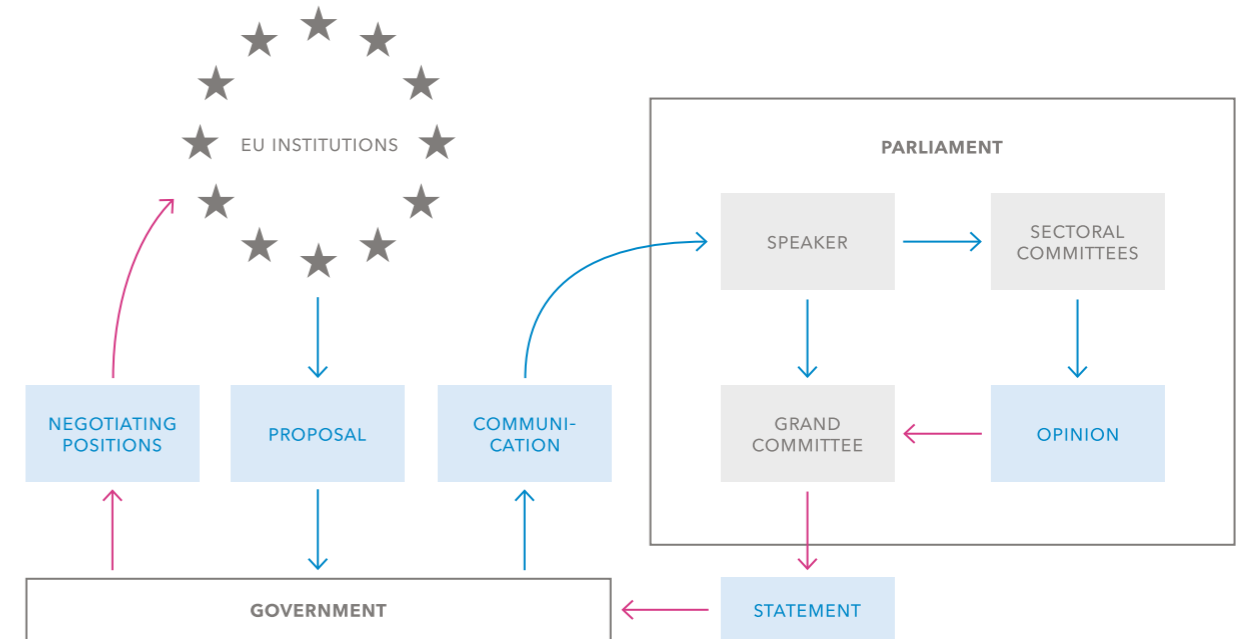 EU INSTITUTIONS
PARLIAMENT
SPEAKER
SECTORAL
COMMITTEES
NEGOTIATING
POSITIONS
PROPOSAL
COMMUNI-
CATION
GRAND
COMMITTEE
OPINION
GOVERNMENT
STATEMENT